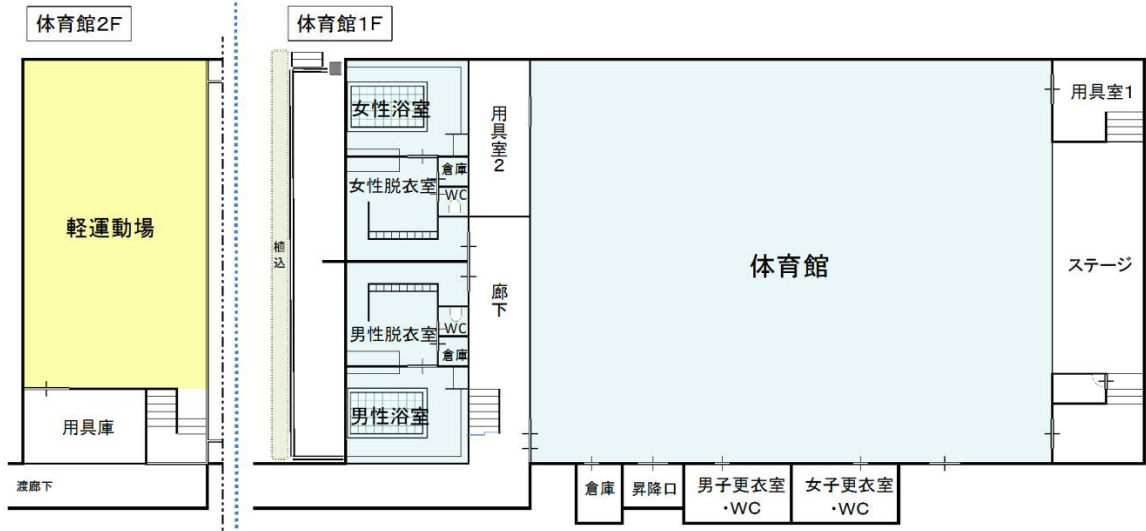 体育館2F
体育館1F
軽運動場
用具庫
渡廊下
植込
女性浴室
倉庫
WC
女性脱衣室
用具室2
男性脱衣室
WC
倉庫
男性浴室
廊下
体育館
用具室1
ステージ
倉庫
昇降口
男子更衣室
・WC
女子更衣室
・WC